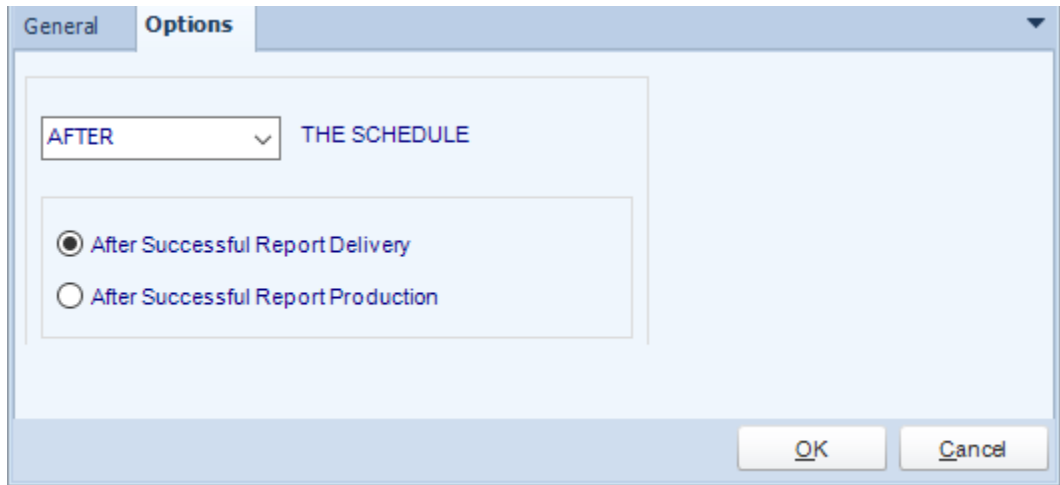 General Options
AFTER THE SCHEDULE
After Successful Report Delivery
After Successful Report Production
OK Cancel